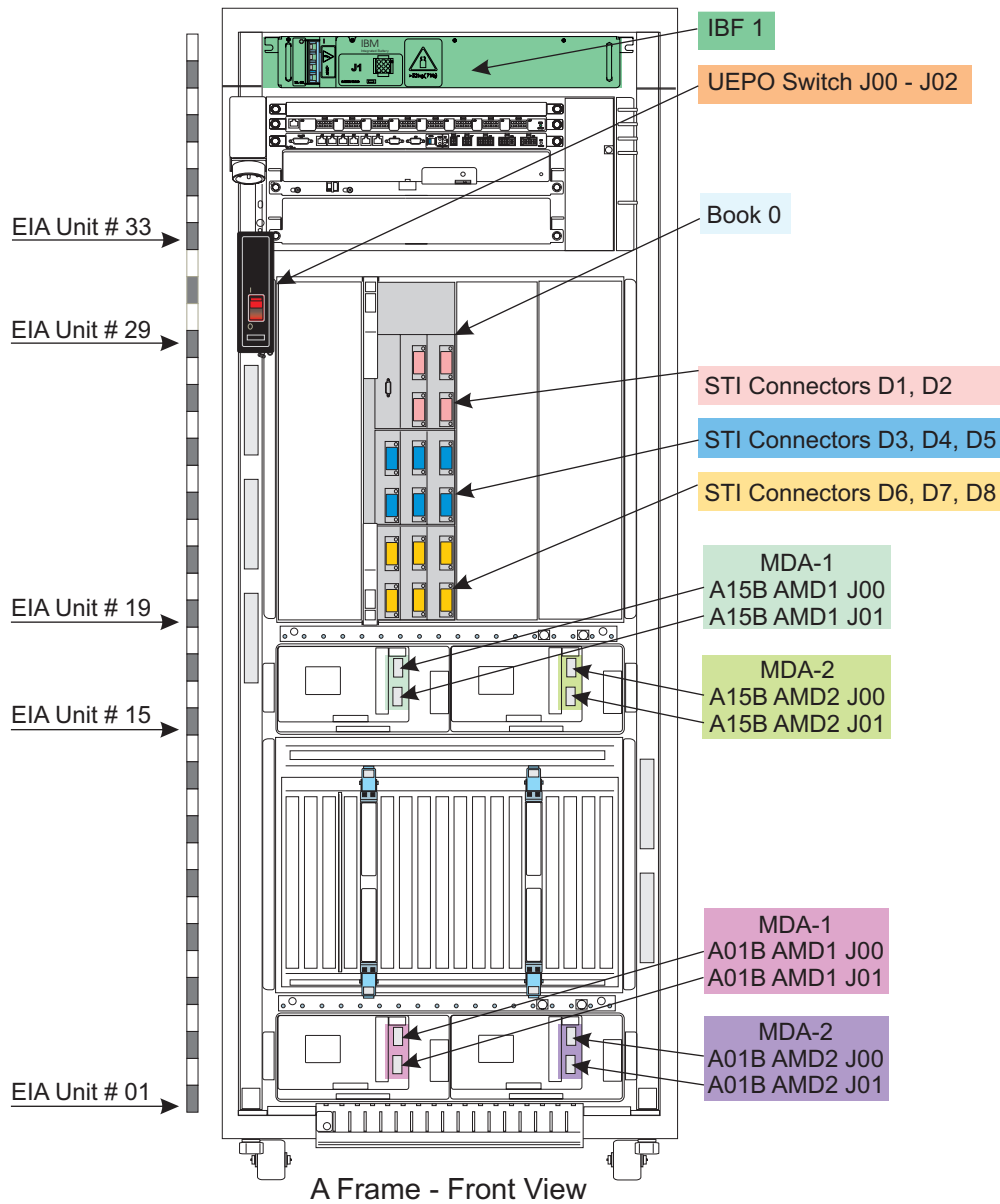 IBF 1
IBM
J1
UEPO Switch J00 - J02
EIA Unit # 33
Book 0
EIA Unit # 29
STI Connectors D1, D2
STI Connectors D3, D4, D5
STI Connectors D6, D7, D8
MDA-1
A15B AMD1 J00
A15B AMD1 J01
EIA Unit # 19
MDA-2
A15B AMD2 J00
A15B AMD2 J01
EIA Unit # 15
MDA-1
A01B AMD1 J00
A01B AMD1 J01
MDA-2
A01B AMD2 J00
A01B AMD2 J01
EIA Unit # 01
A Frame - Front View